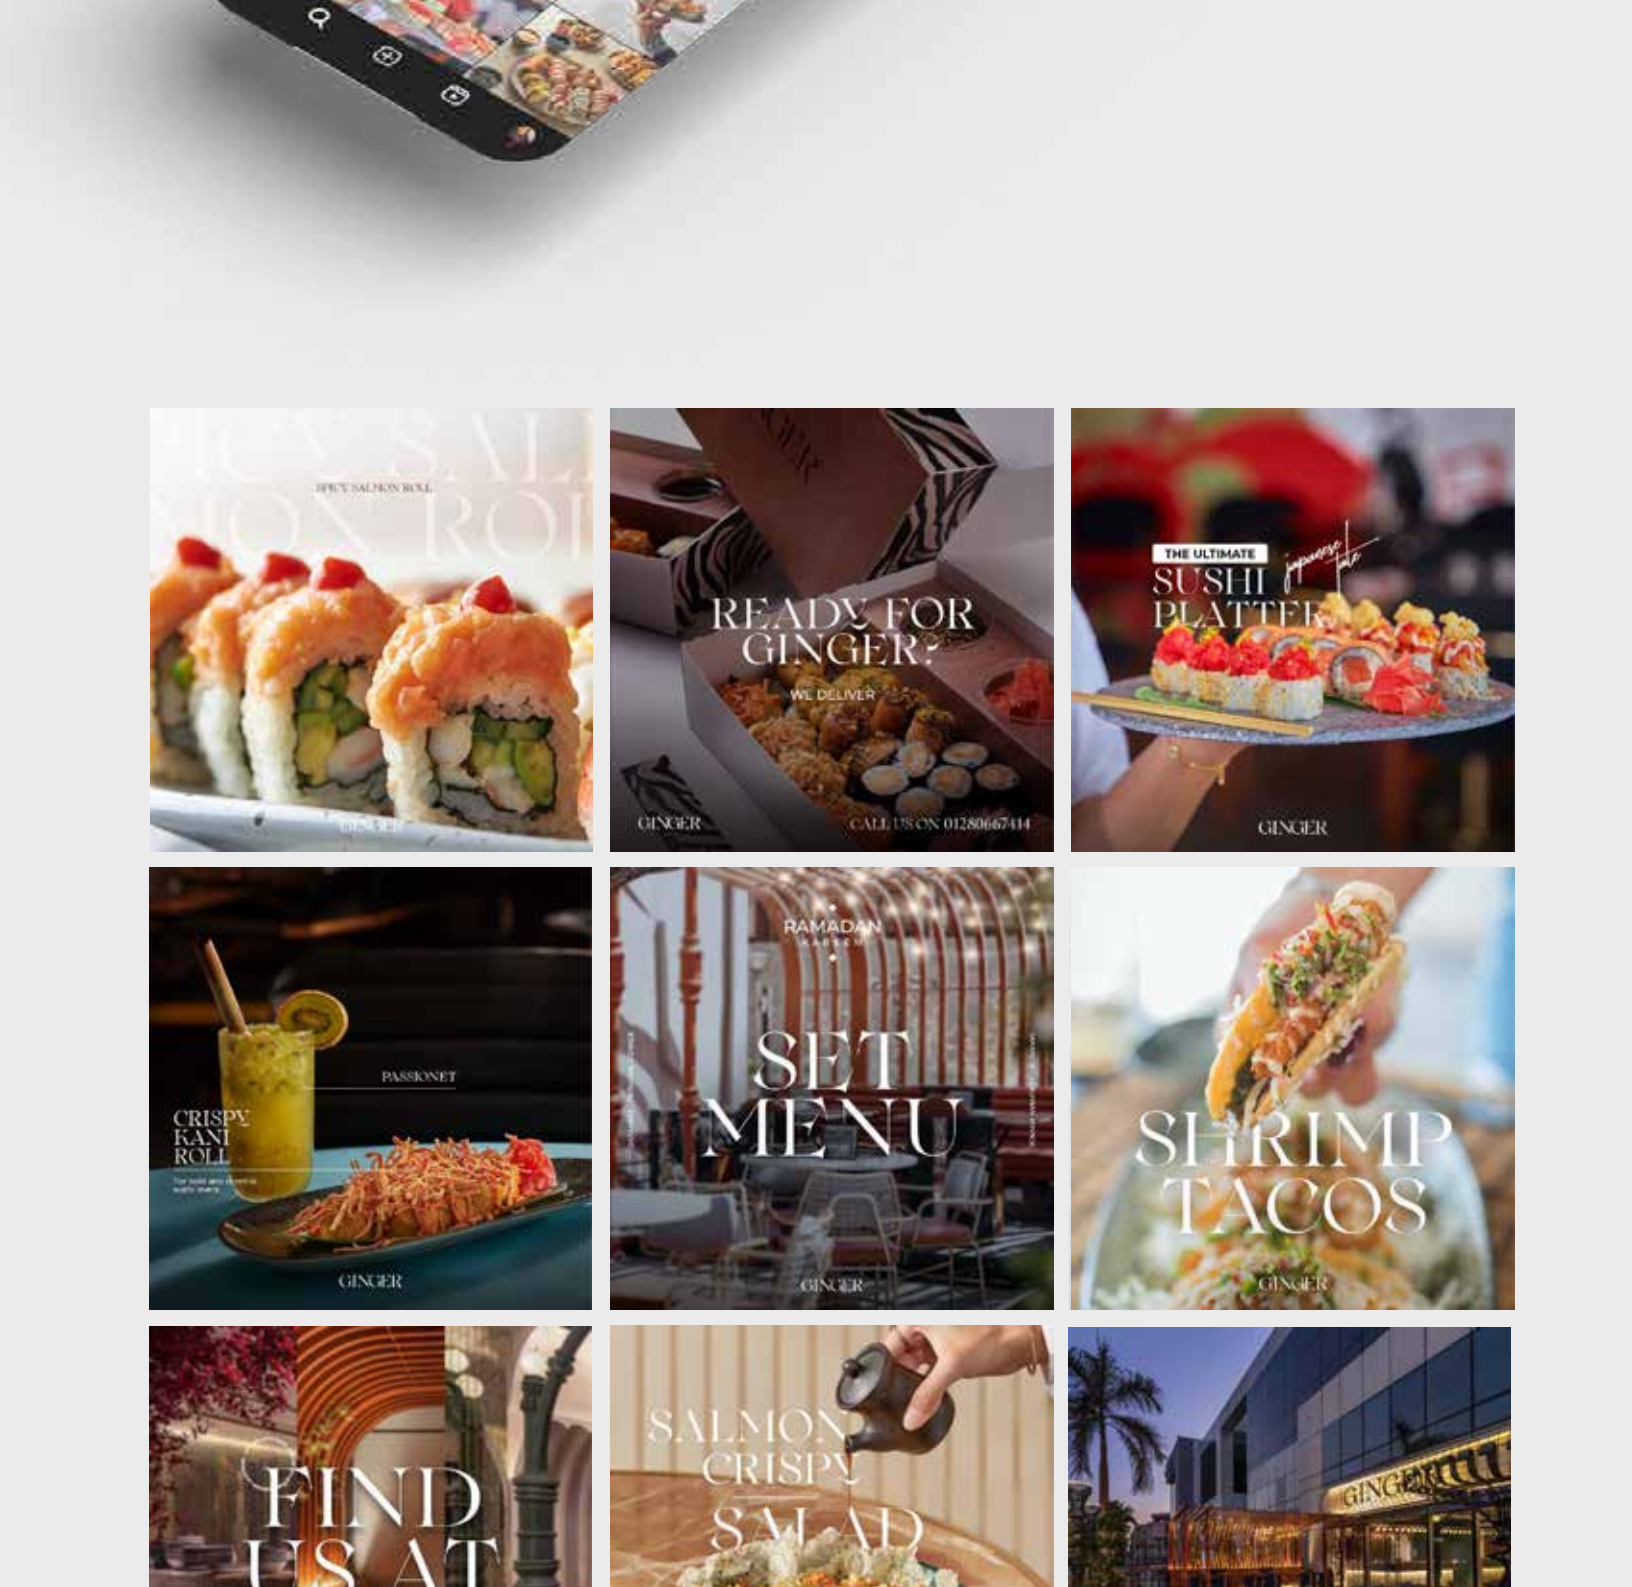 SPICY SALMON ROLL
READY FOR
GINGER?
WE DELIVER
GINGER
CALL US ON 01280667414
THE ULTIMATE
japanese
tale
SUSHI
PLATTER
GINGER
PASSIONET
CRISPY
KANI
ROLL
GINGER
RAMADAN
KAREEM
SET
MENU
GINGER
SHRIMP
TACOS
GINGER
FIND
US AT
SALMON
CRISPY
SALAD
GINGER